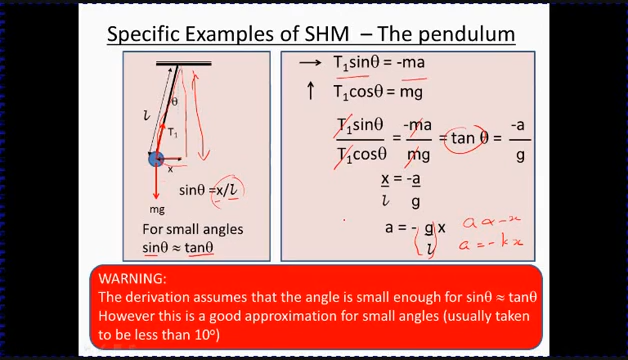 Specific Examples of SHM – The pendulum
l
θ
T₁
x
sinθ = x/l
mg
For small angles
sinθ ≈ tanθ
→ T₁sinθ = -ma
↑ T₁cosθ = mg
T₁sinθ = -ma = tan θ = -a
T₁cosθ mg g
x = -a
l g
a = - g x
l
a ∝ -x
a = -kx
WARNING:
The derivation assumes that the angle is small enough for sinθ ≈ tanθ
However this is a good approximation for small angles (usually taken
to be less than 10°)